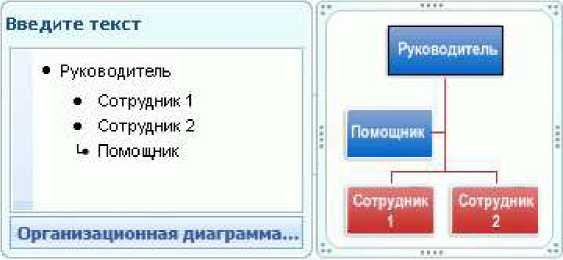 Введите текст
Руководитель
Сотрудник 1
Сотрудник 2
Помощник
Организационная диаграмма...
Руководитель
Помощник
Сотрудник
1
Сотрудник
2